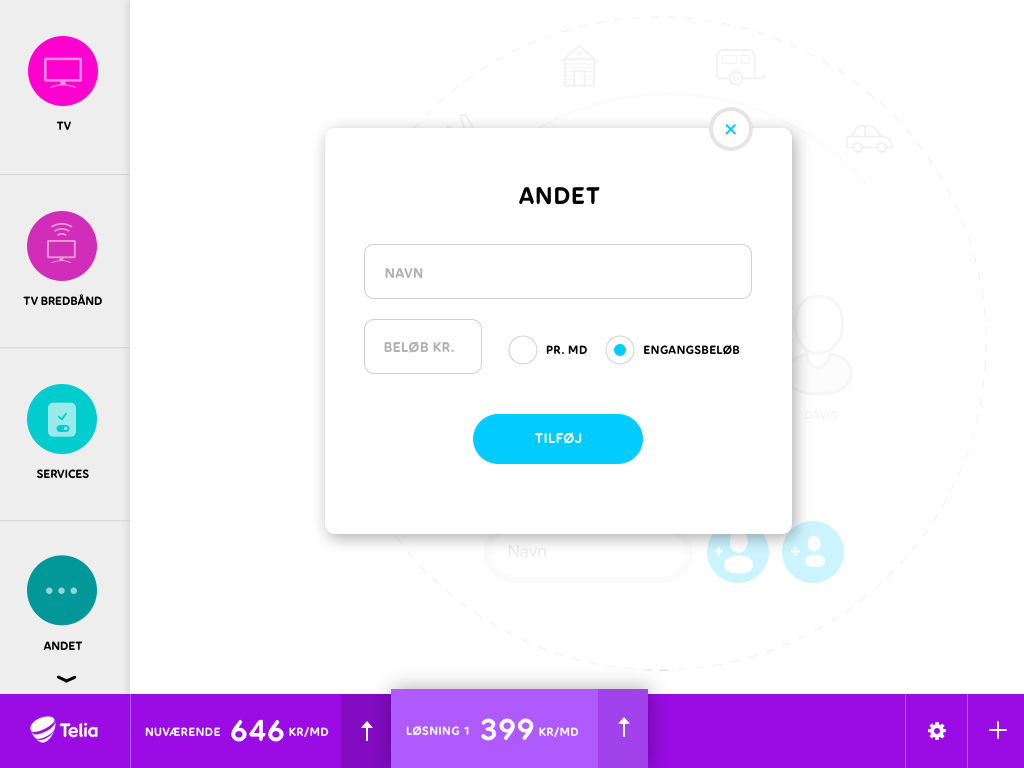 TV
TV BREDBÅND
SERVICES
ANDET
ANDET
NAVN
BELØB KR.
PR. MD
ENGANGSBELØB
TILFØJ
DAVID
Navn
Telia
NUVÆRENDE 646 KR/MD
LØSNING 1 399 KR/MD